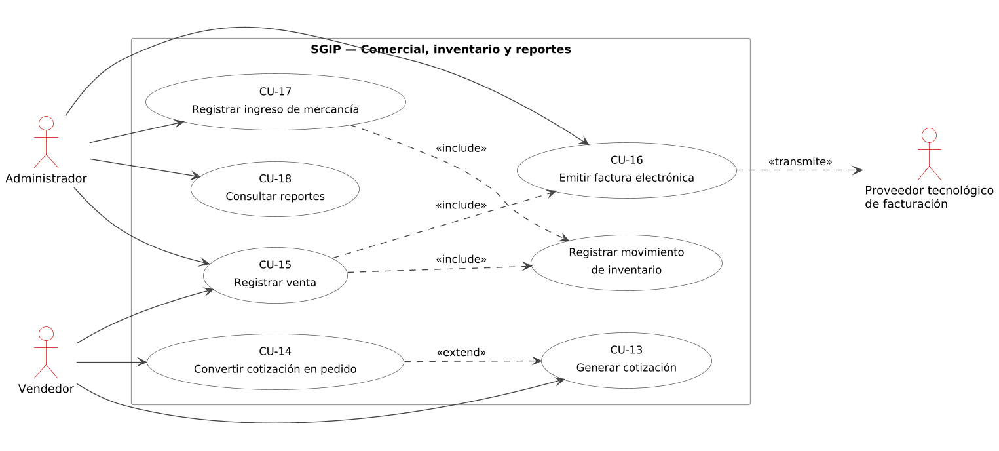 SGIP — Comercial, inventario y reportes
CU-17
Registrar ingreso de mercancía
«include»
CU-16
Emitir factura electrónica
«transmite»
Administrador
CU-18
Consultar reportes
Proveedor tecnológico
de facturación
«include»
CU-15
Registrar venta
«include»
Registrar movimiento
de inventario
Vendedor
CU-14
Convertir cotización en pedido
«extend»
CU-13
Generar cotización